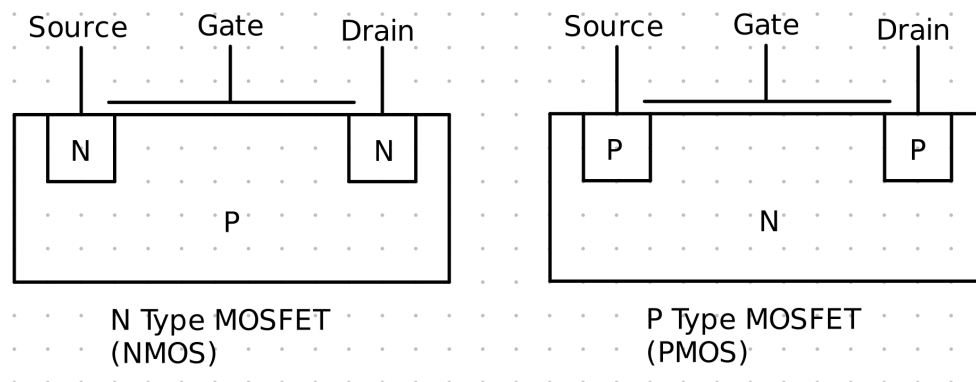 Source Gate Drain
N N
P
N Type MOSFET
(NMOS)
Source Gate Drain
P P
N
P Type MOSFET
(PMOS)